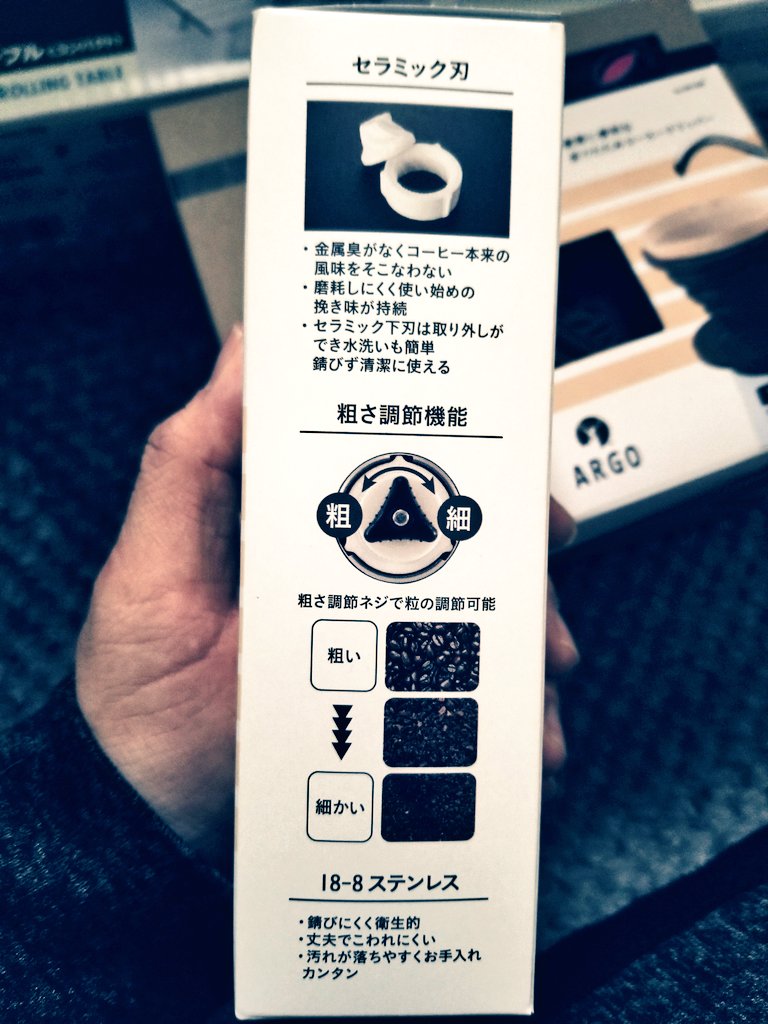 ブル
ROLLING TABLE
セラミック刃
・金属臭がなくコーヒー本来の
風味をそこなわない
・磨耗しにくく使い始めの
挽き味が持続
・セラミック下刃は取り外しが
でき水洗いも簡単
錆びず清潔に使える
粗さ調節機能
粗
細
粗さ調節ネジで粒の調節可能
粗い
細かい
18-8 ステンレス
・錆びにくく衛生的
・丈夫でこわれにくい
・汚れが落ちやすくお手入れ
カンタン
ARGO